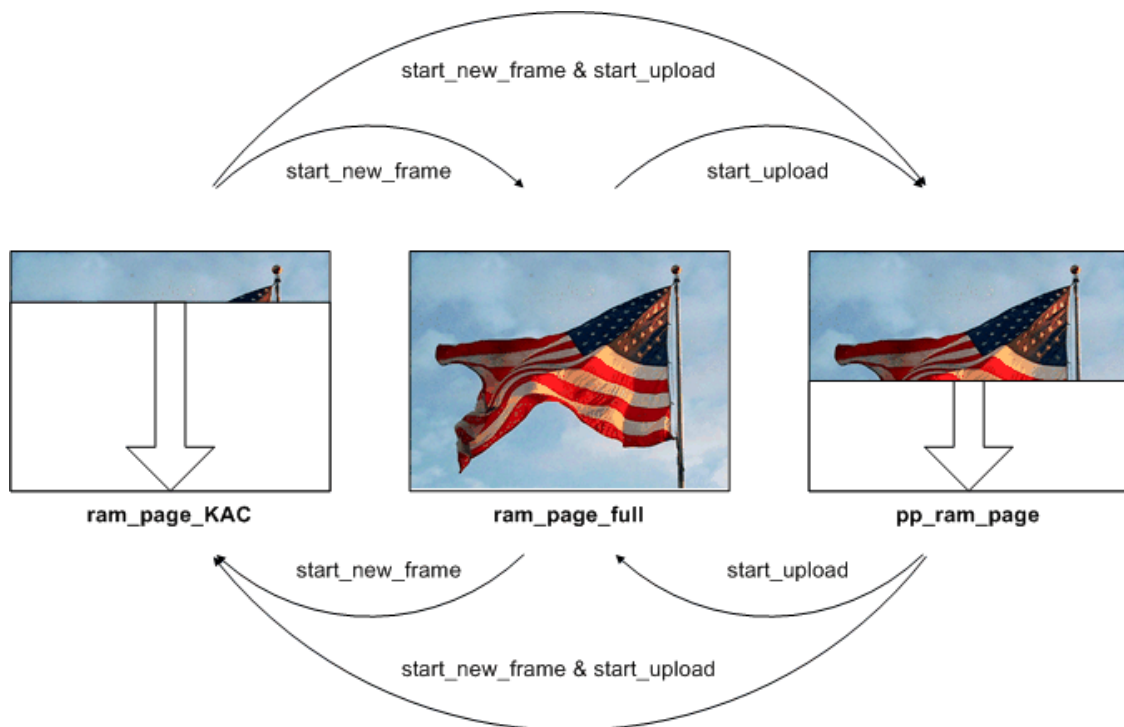 start_new_frame & start_upload
start_new_frame
start_upload
ram_page_KAC
ram_page_full
pp_ram_page
start_new_frame
start_upload
start_new_frame & start_upload